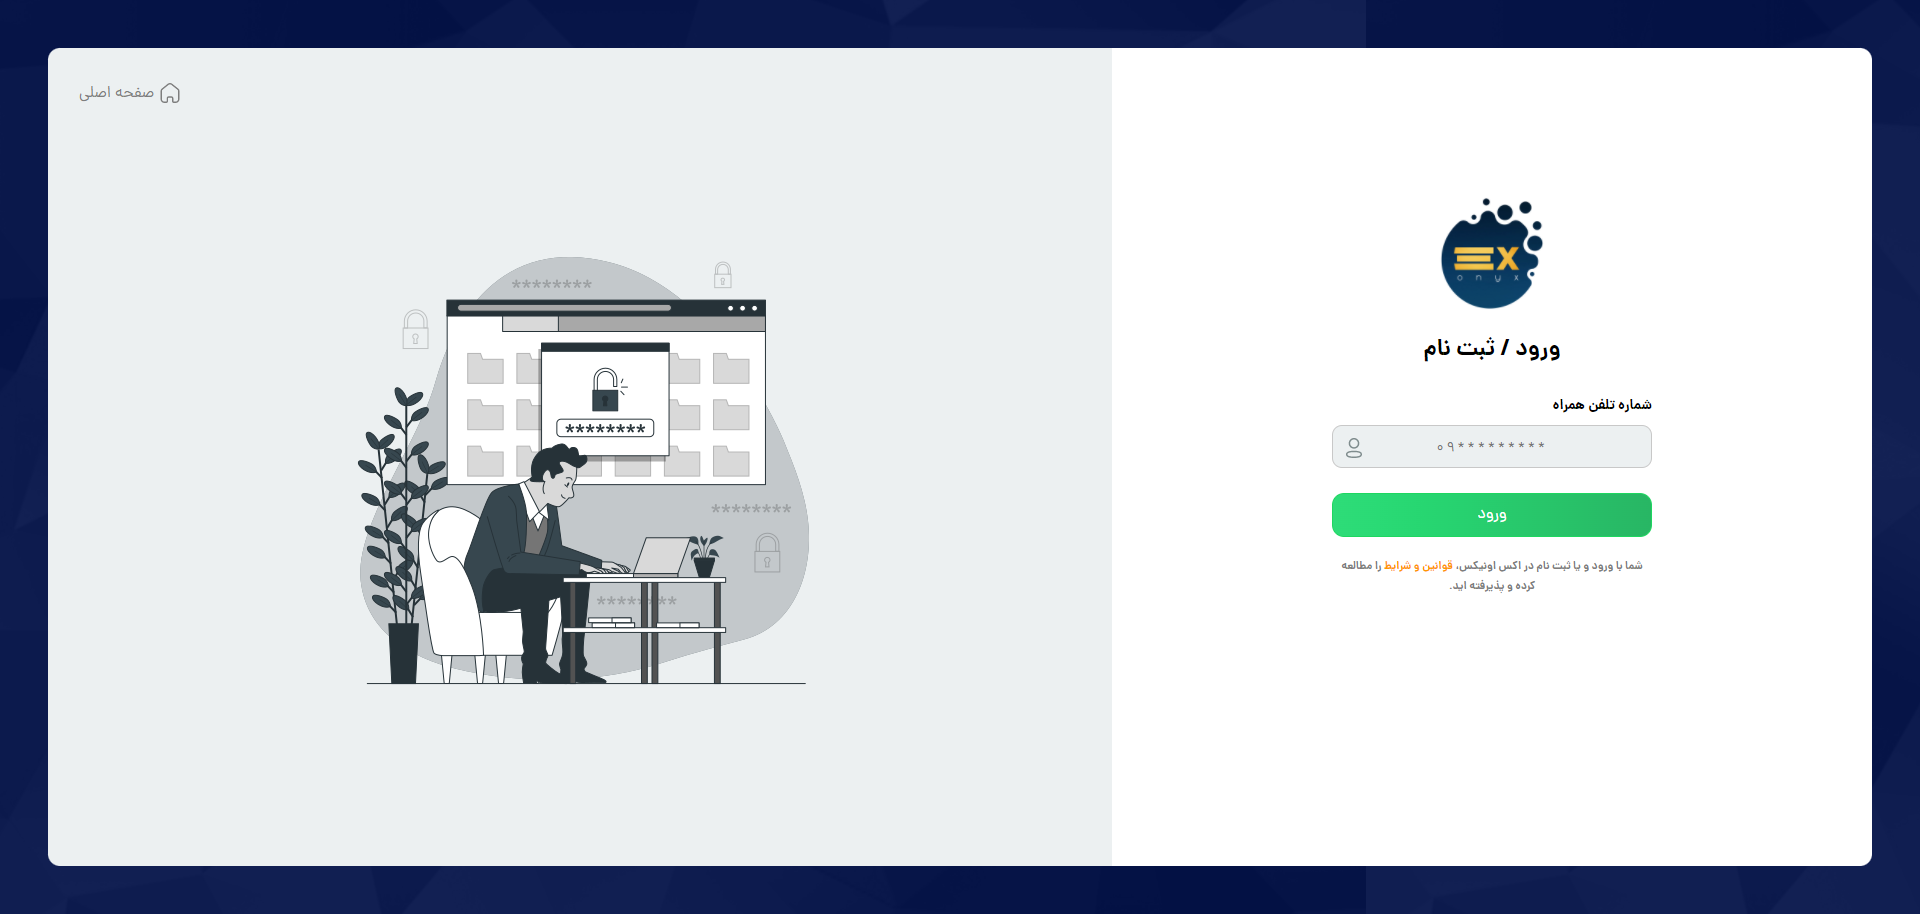 صفحه اصلی
********
********
********
********
EX
onyx
ورود / ثبت نام
شماره تلفن همراه
۰۹*********
ورود
شما با ورود و یا ثبت نام در اکس اونیکس، قوانین و شرایط را مطالعه
کرده و پذیرفته اید.